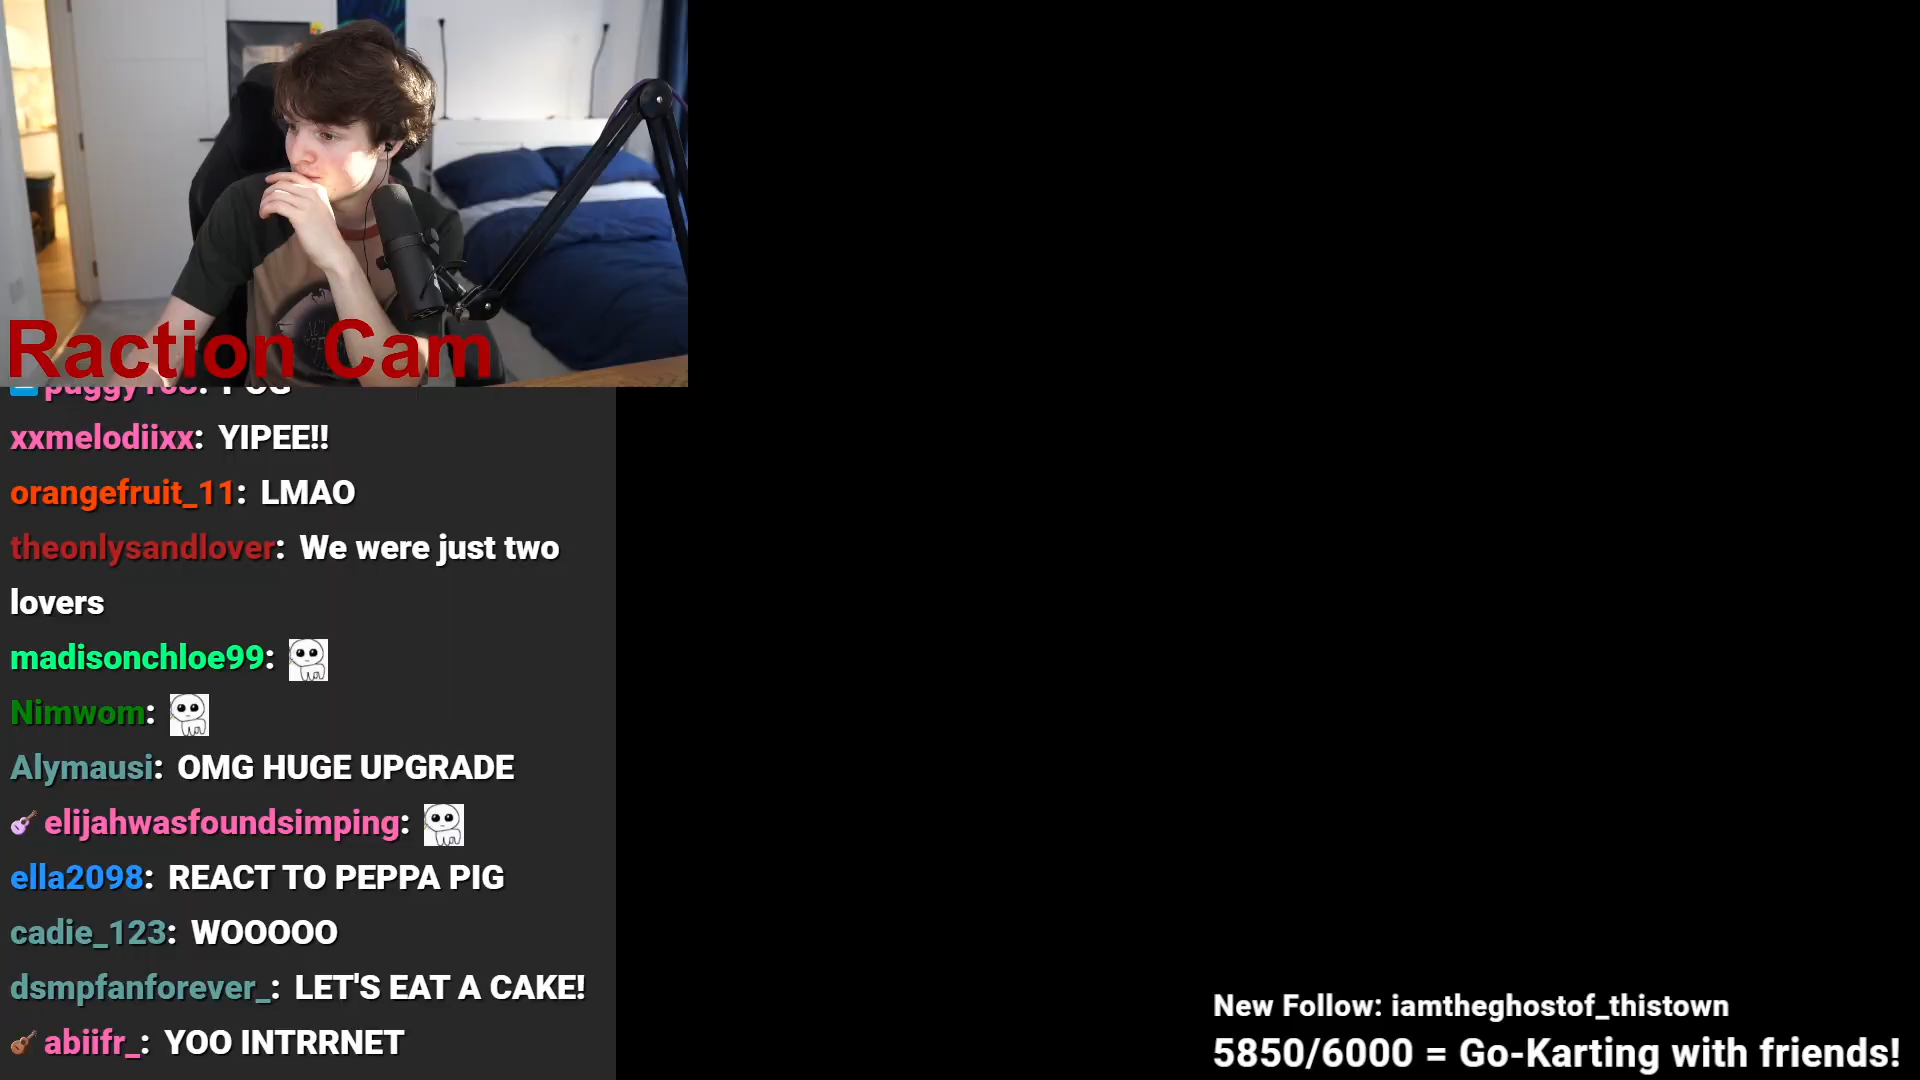 Raction Cam
xxmelodiixx: YIPEE!!
orangefruit_11: LMAO
theonlysandlover: We were just two
lovers
madisonchloe99:
Nimwom:
Alymausi: OMG HUGE UPGRADE
elijahwasfoundsimping:
ella2098: REACT TO PEPPA PIG
cadie_123: WOOOOO
dsmpfanforever_: LET'S EAT A CAKE!
abiifr_: YOO INTRRNET
New Follow: iamtheghostof_thistown
5850/6000 = Go-Karting with friends!